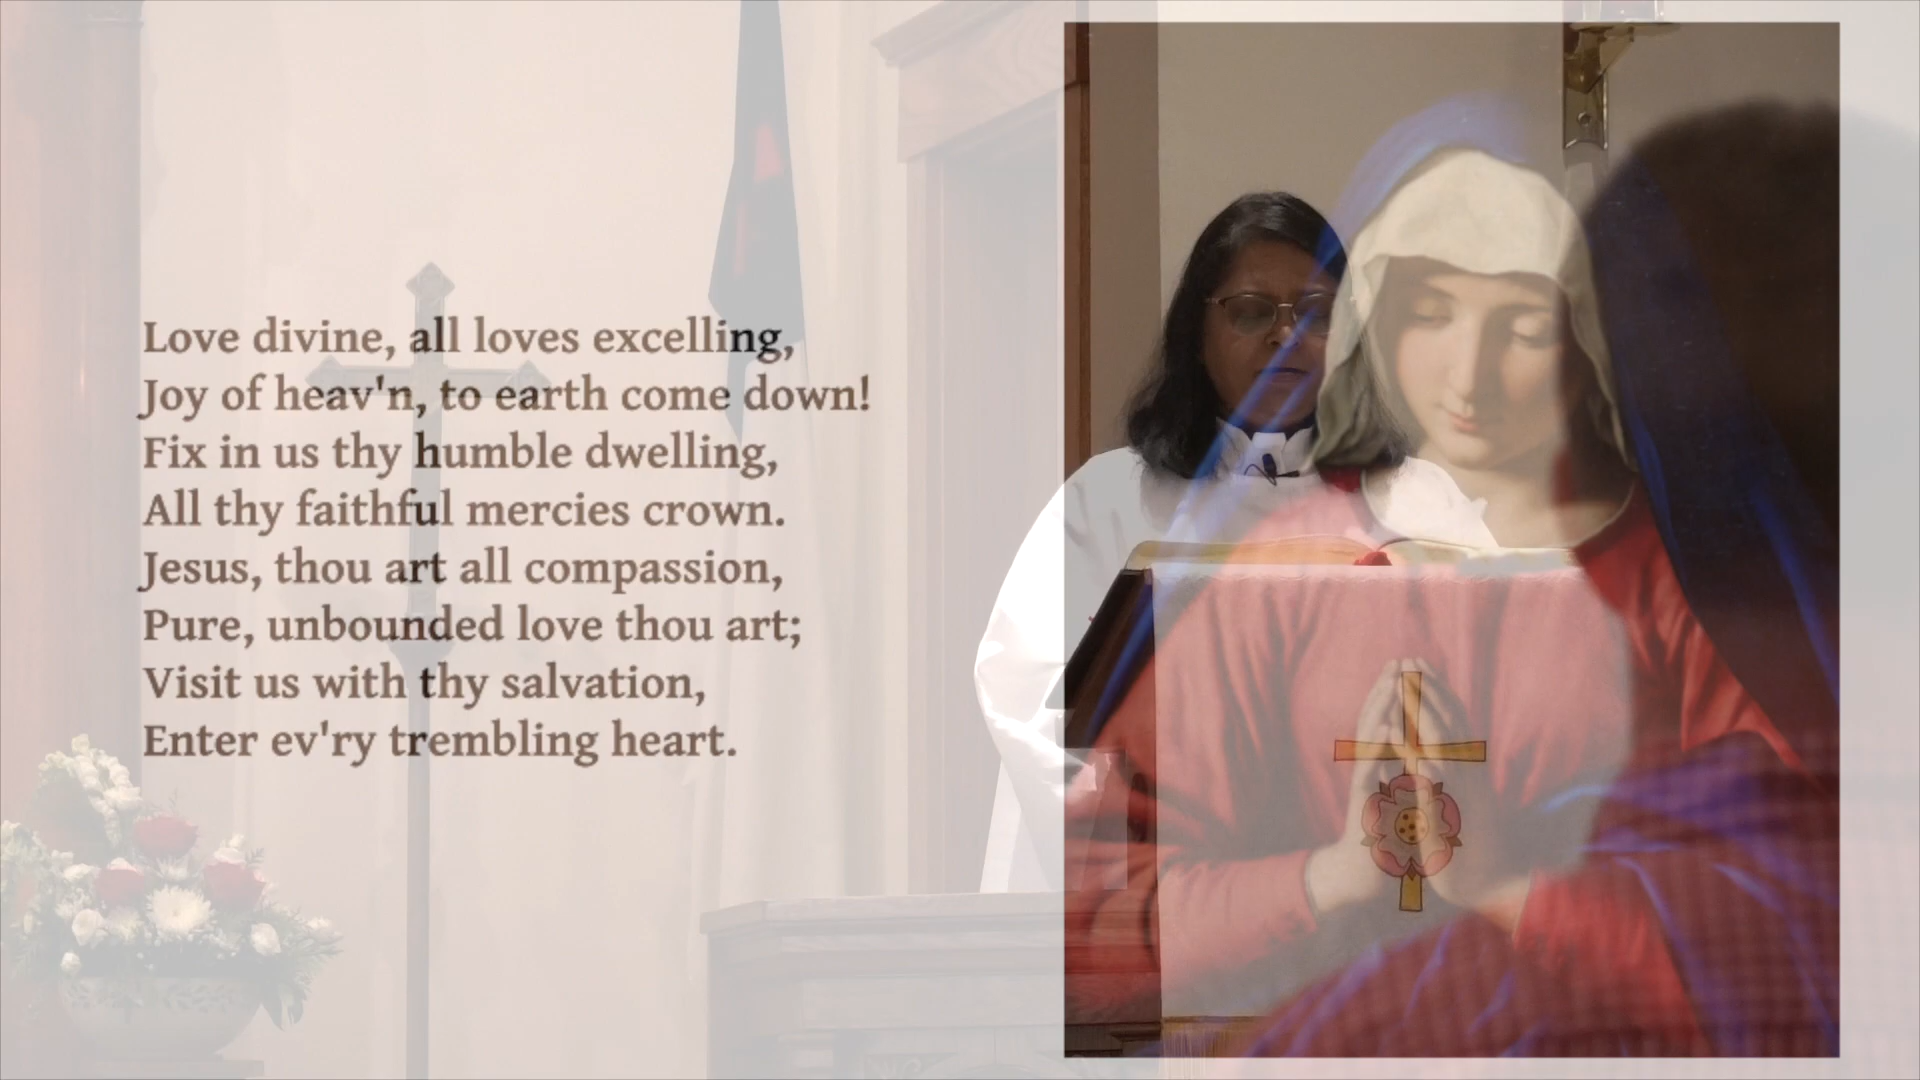 Love divine, all loves excelling,
Joy of heav'n, to earth come down!
Fix in us thy humble dwelling,
All thy faithful mercies crown.
Jesus, thou art all compassion,
Pure, unbounded love thou art;
Visit us with thy salvation,
Enter ev'ry trembling heart.